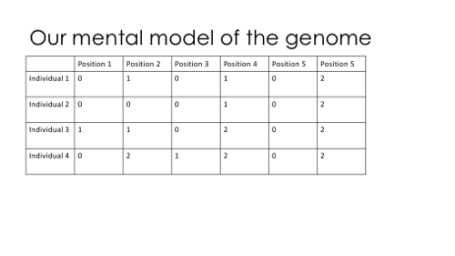 Our mental model of the genome
Position 1 Position 2 Position 3 Position 4 Position 5 Position 5
Individual 1 0 1 0 1 0 2
Individual 2 0 0 0 1 0 2
Individual 3 1 1 0 2 0 2
Individual 4 0 2 1 2 0 2